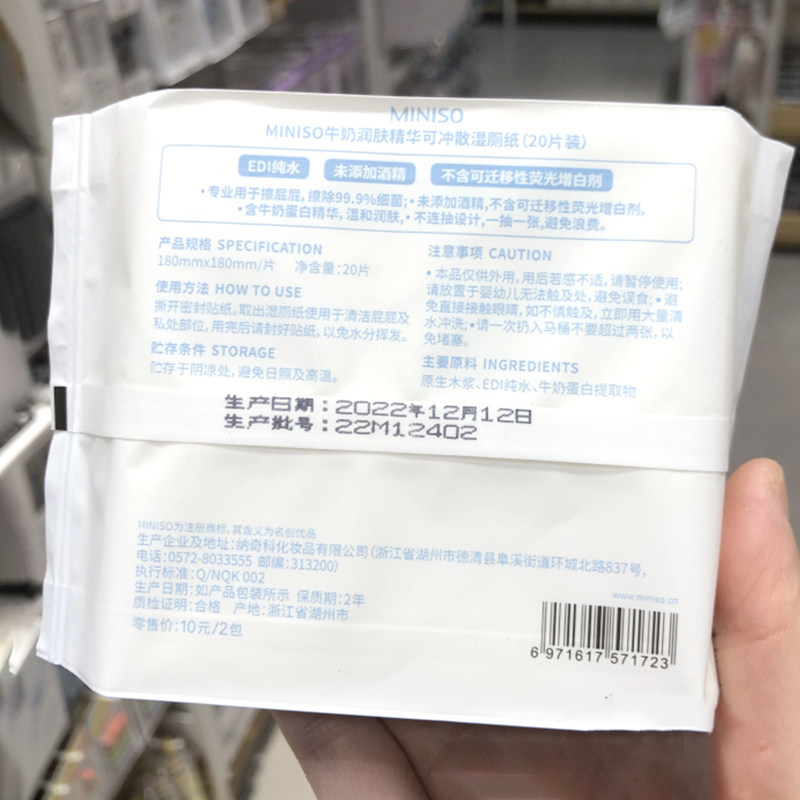 MINISO
MINISO牛奶润肤精华可冲散湿厕纸(20片装)
EDI纯水 未添加酒精 不含可迁移性荧光增白剂
•专业用于擦屁屁,擦除99.9%细菌;•未添加酒精,不含可迁移性荧光增白剂,
•含牛奶蛋白精华,温和润肤,•不连抽设计,一抽一张,避免浪费。
产品规格 SPECIFICATION
180mmx180mm/片 净含量:20片
使用方法 HOW TO USE
撕开密封贴纸,取出湿厕纸使用于清洁屁屁及
私处部位,用完后请封好贴纸,以免水分挥发。
贮存条件 STORAGE
贮存于阴凉处,避免日照及高温。
注意事项 CAUTION
•本品仅供外用,用后若感不适,请暂停使用;
请放置于婴幼儿无法触及处,避免误食;•避
免直接接触眼睛,如不慎触及,立即用大量清
水冲洗;•请一次扔入马桶不要超过两张,以
免堵塞。
主要原料 INGREDIENTS
原生木浆、EDI纯水、牛奶蛋白提取物
生产日期:2022年12月12日
生产批号:22M12402
MINISO为注册商标,其含义为名创优品
生产企业及地址:纳奇科化妆品有限公司(浙江省湖州市德清县阜溪街道环城北路837号,
电话:0572-8033555 邮编:313200)
执行标准:Q/NQK 002
生产日期:如产品包装所示 保质期:2年
质检证明:合格 产地:浙江省湖州市
零售价:10元/2包
www.miniso.cn
6 971617 571723